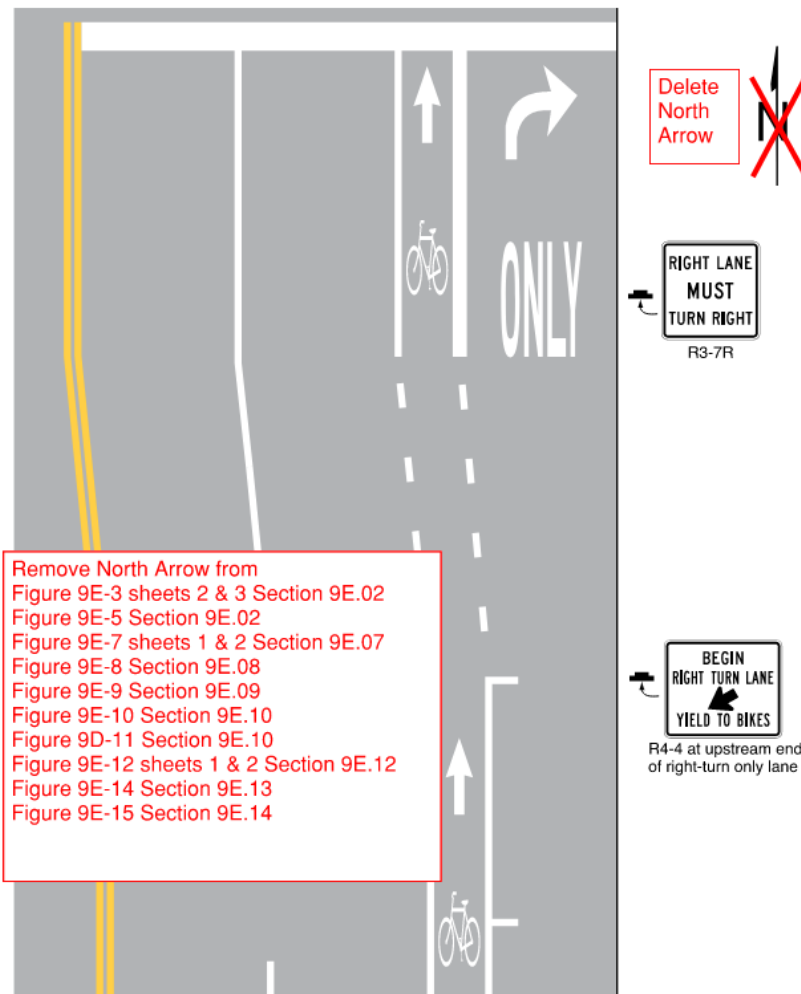 Delete
North
Arrow
N
RIGHT LANE
MUST
TURN RIGHT
R3-7R
ONLY
Remove North Arrow from
Figure 9E-3 sheets 2 & 3 Section 9E.02
Figure 9E-5 Section 9E.02
Figure 9E-7 sheets 1 & 2 Section 9E.07
Figure 9E-8 Section 9E.08
Figure 9E-9 Section 9E.09
Figure 9E-10 Section 9E.10
Figure 9D-11 Section 9E.10
Figure 9E-12 sheets 1 & 2 Section 9E.12
Figure 9E-14 Section 9E.13
Figure 9E-15 Section 9E.14
BEGIN
RIGHT TURN LANE
YIELD TO BIKES
R4-4 at upstream end
of right-turn only lane